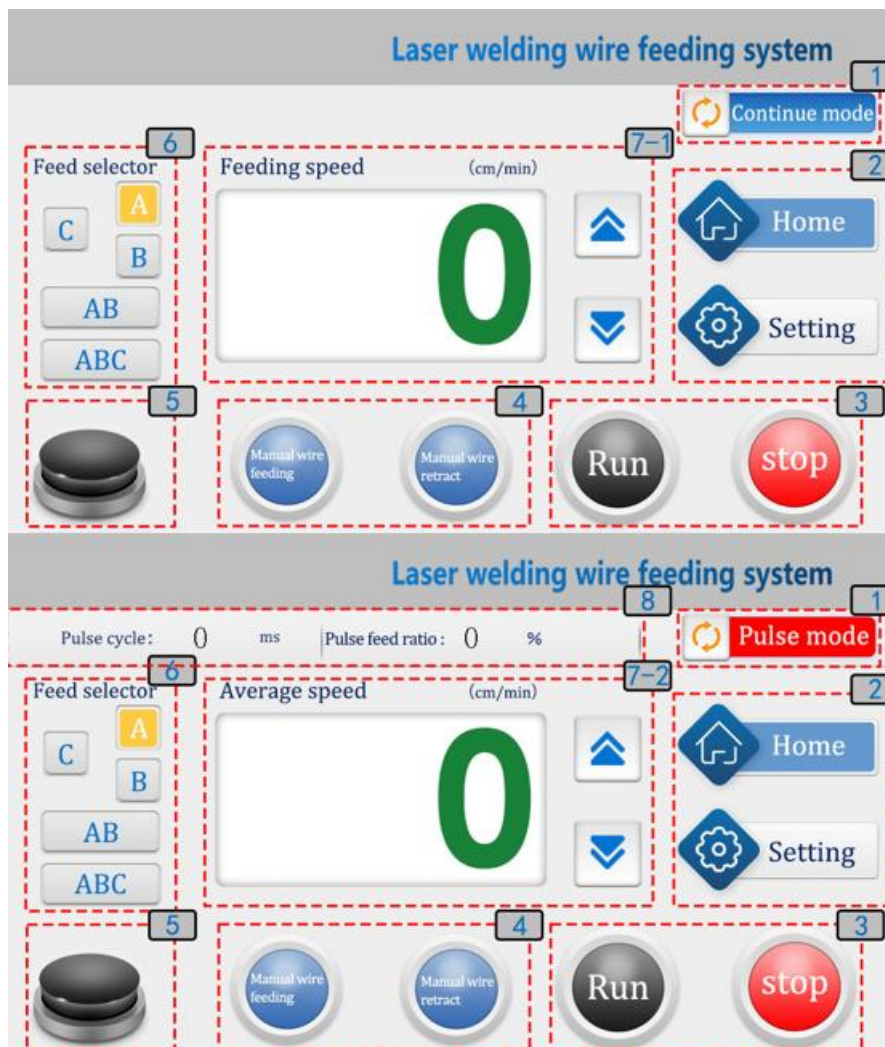 Laser welding wire feeding system
1
Continue mode
6
7-1
2
Feed selector
Feeding speed (cm/min)
A
C
B
AB
ABC
0
Home
Setting
5
4
3
Manual wire
feeding
Manual wire
retract
Run
stop
Laser welding wire feeding system
8
1
Pulse cycle: 0 ms Pulse feed ratio: 0 %
Pulse mode
6
7-2
2
Feed selector
Average speed (cm/min)
A
C
B
AB
ABC
0
Home
Setting
5
4
3
Manual wire
feeding
Manual wire
retract
Run
stop